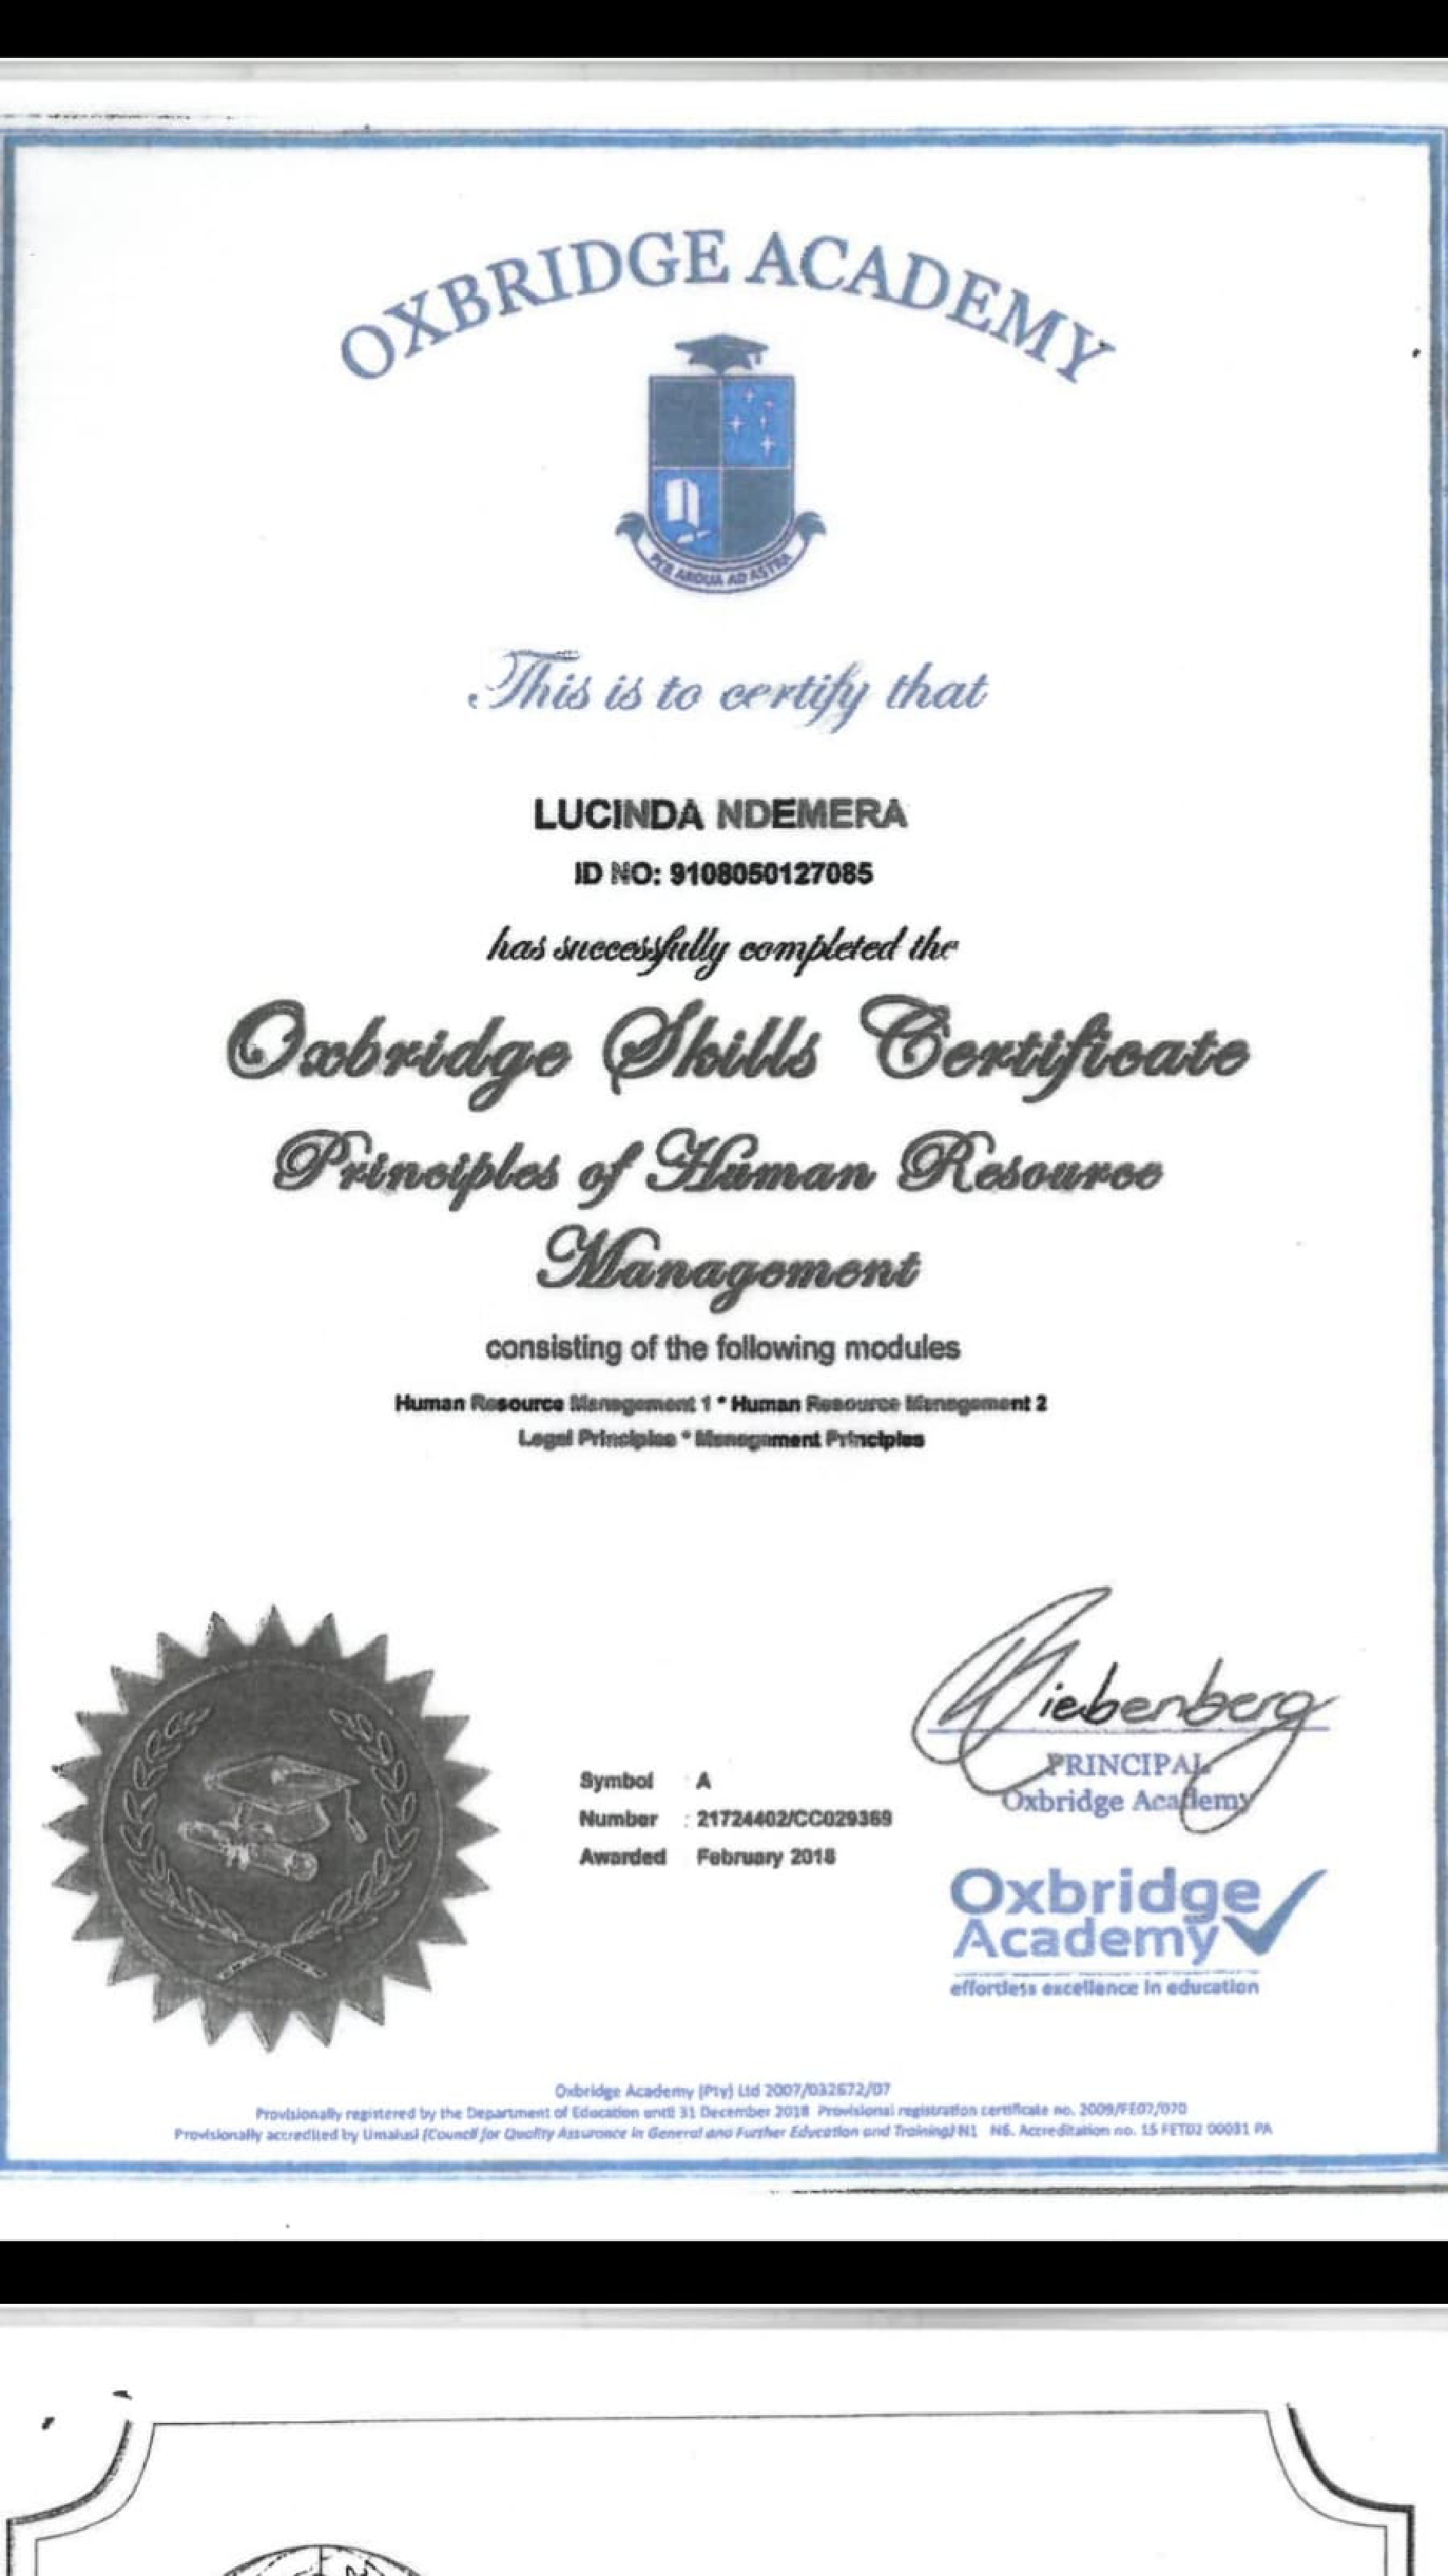 OXBRIDGE ACADEMY
PER ARDUA AD ASTRA
This is to certify that
LUCINDA NDEMERA
ID NO: 9108050127085
has successfully completed the
Oxbridge Skills Certificate
Principles of Human Resource
Management
consisting of the following modules
Human Resource Management 1 * Human Resource Management 2
Legal Principles * Management Principles
iebenberg
PRINCIPAL
Oxbridge Academy
Symbol : A
Number : 21724402/CC029369
Awarded February 2018
Oxbridge
Academy
effortless excellence in education
Oxbridge Academy (Pty) Ltd 2007/032672/07
Provisionally registered by the Department of Education until 31 December 2018 Provisional registration certificate no. 2009/FE07/070
Provisionally accredited by Umalusi (Council for Quality Assurance in General and Further Education and Training) N1 N6. Accreditation no. 15 FET02 00031 PA